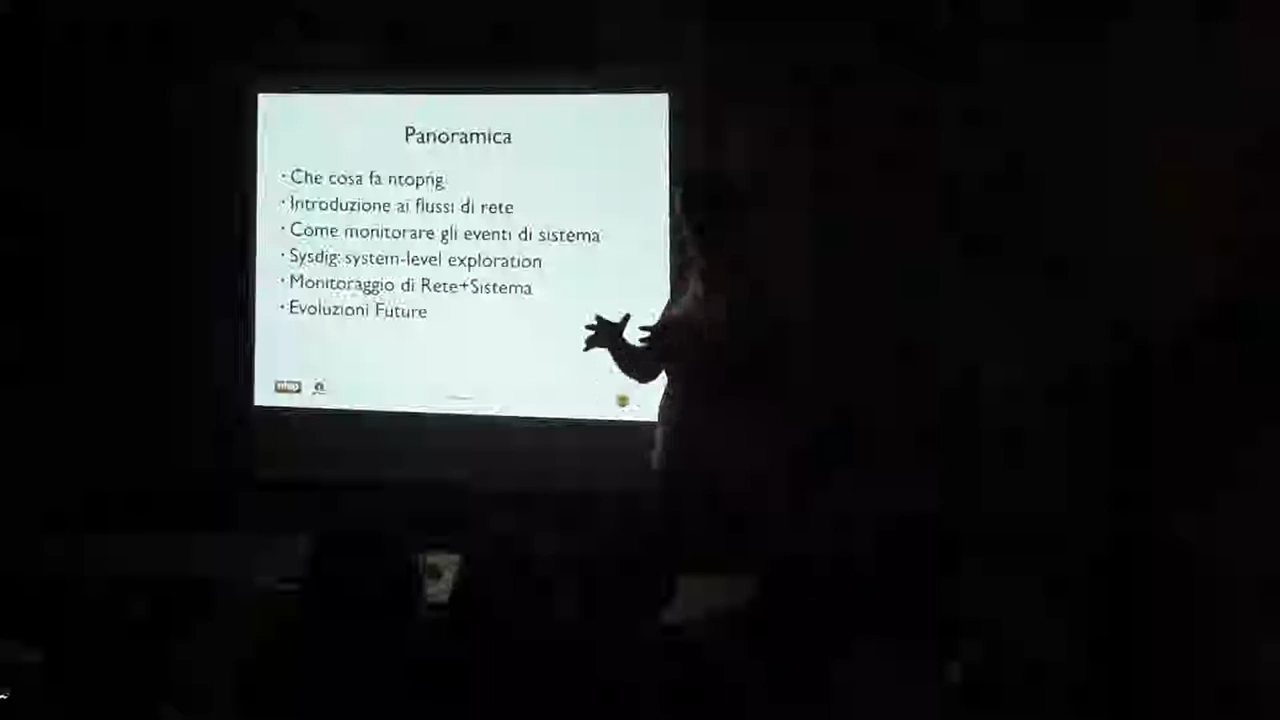 Panoramica
• Che cosa fa ntopng
• Introduzione ai flussi di rete
• Come monitorare gli eventi di sistema
• Sysdig: system-level exploration
• Monitoraggio di Rete+Sistema
• Evoluzioni Future
ntop